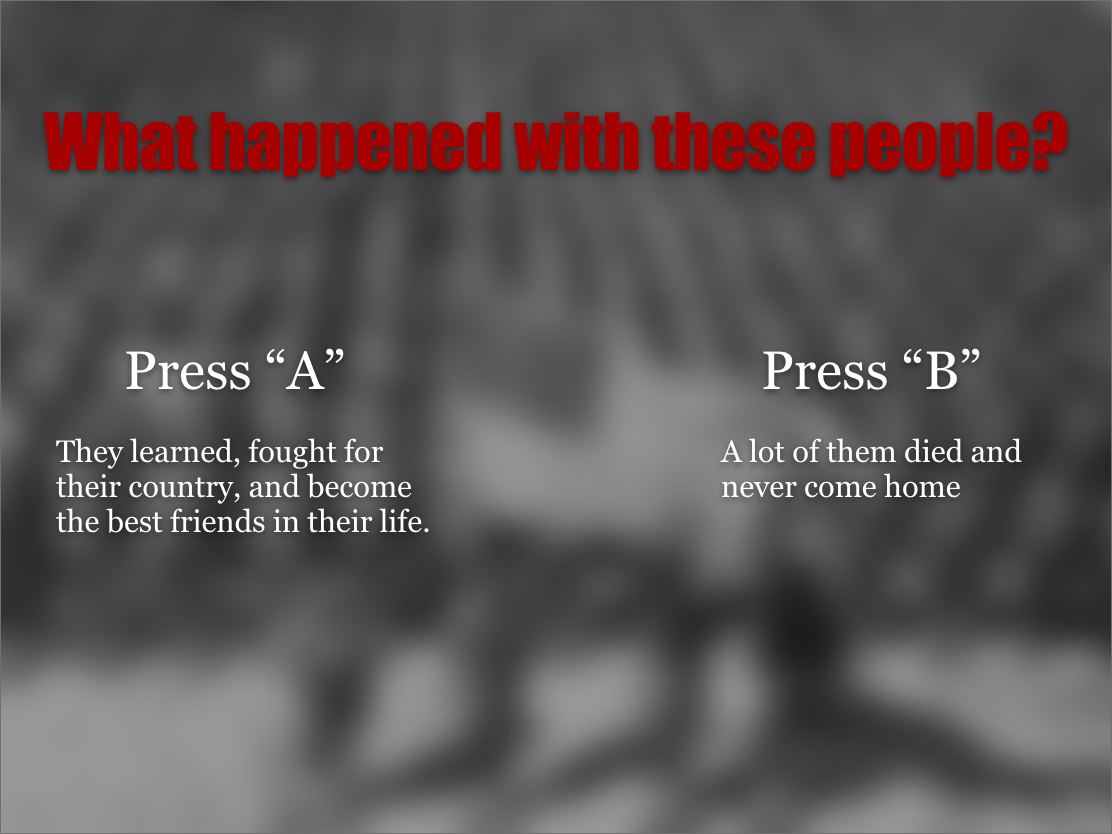 What happened with these people?
Press “A”
They learned, fought for
their country, and become
the best friends in their life.
Press “B”
A lot of them died and
never come home